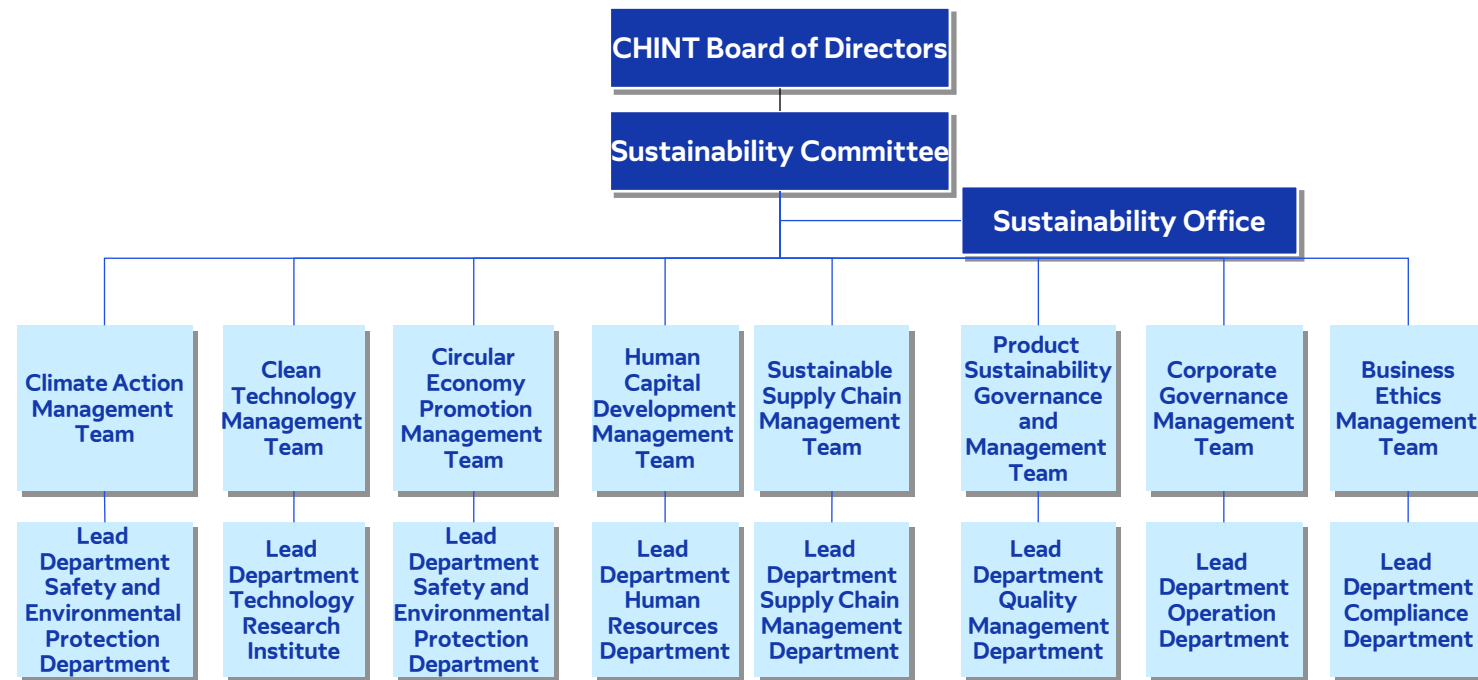 CHINT Board of Directors
Sustainability Committee
Sustainability Office
Climate Action
Management
Team
Clean
Technology
Management
Team
Circular
Economy
Promotion
Management
Team
Human
Capital
Development
Management
Team
Sustainable
Supply Chain
Management
Team
Product
Sustainability
Governance
and
Management
Team
Corporate
Governance
Management
Team
Business
Ethics
Management
Team
Lead
Department
Safety and
Environmental
Protection
Department
Lead
Department
Technology
Research
Institute
Lead
Department
Safety and
Environmental
Protection
Department
Lead
Department
Human
Resources
Department
Lead
Department
Supply Chain
Management
Department
Lead
Department
Quality
Management
Department
Lead
Department
Operation
Department
Lead
Department
Compliance
Department